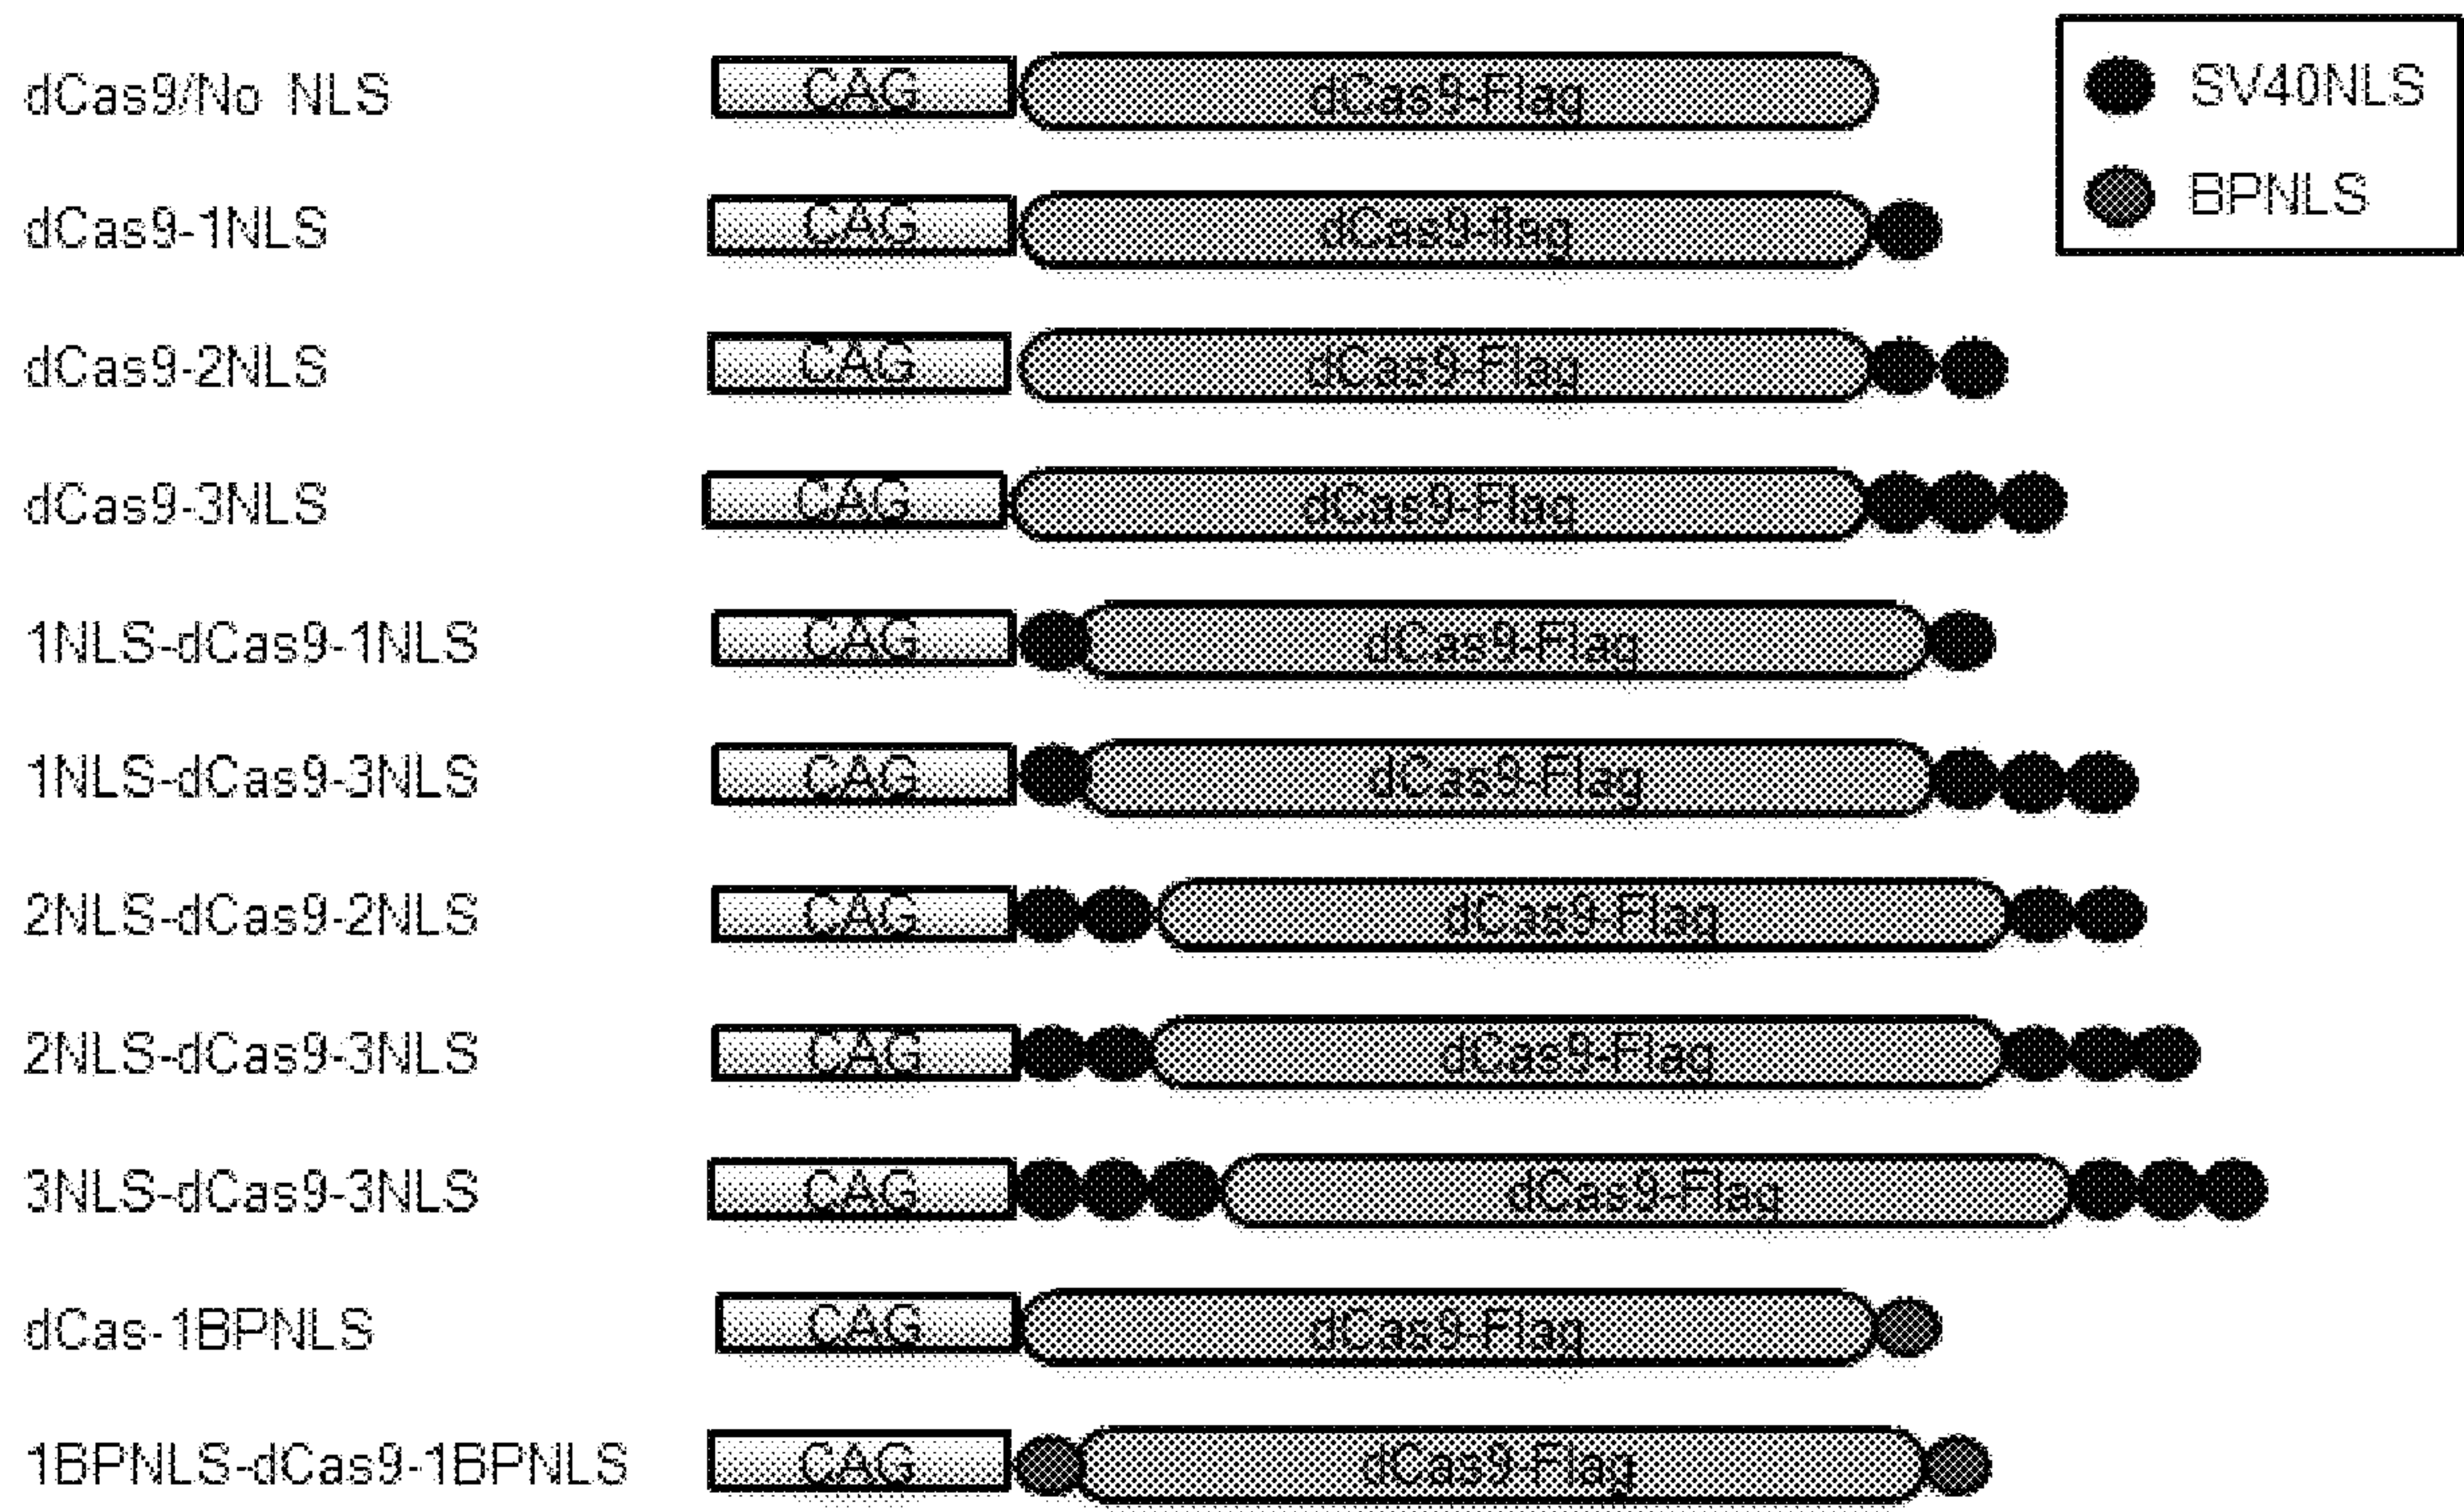 dCas9/No NLS CAG dCas9-Flag SV40NLS
BPNLS
dCas9-1NLS CAG dCas9-flag
dCas9-2NLS CAG dCas9-Flag
dCas9-3NLS CAG dCas9-Flag
1NLS-dCas9-1NLS CAG dCas9-Flag
1NLS-dCas9-3NLS CAG dCas9-Flag
2NLS-dCas9-2NLS CAG dCas9-Flag
2NLS-dCas9-3NLS CAG dCas9-Flag
3NLS-dCas9-3NLS CAG dCas9-Flag
dCas-1BPNLS CAG dCas9-Flag
1BPNLS-dCas9-1BPNLS CAG dCas9-Flag